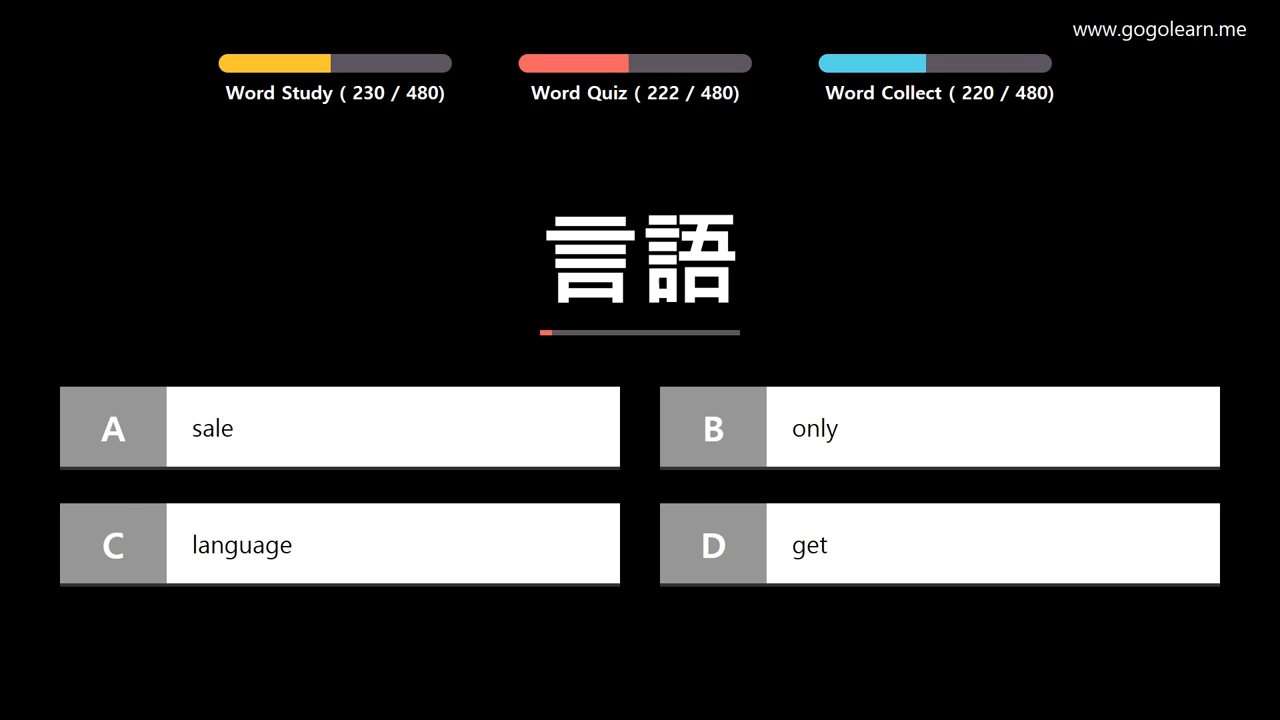 www.gogolearn.me
Word Study ( 230 / 480)
Word Quiz ( 222 / 480)
Word Collect ( 220 / 480)
言語
A sale
B only
C language
D get